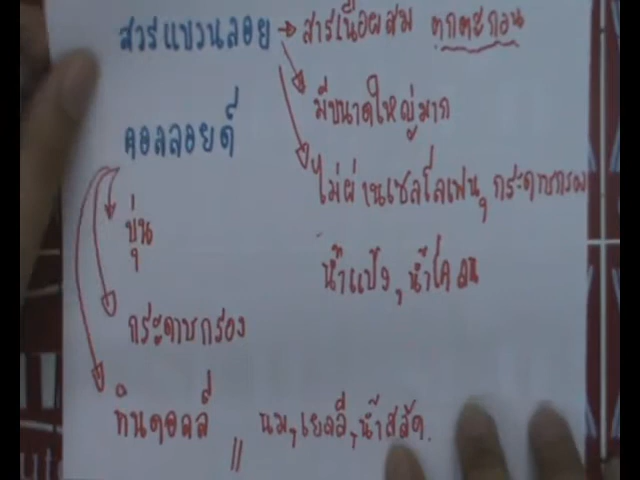 สารแขวนลอย → สารเนื้อผสม ตกตะกอน
มีขนาดใหญ่มาก
คอลลอยด์
ไม่ผ่านเซลโลเฟน, กระดาษกรอง
ขุ่น
น้ำแป้ง, น้ำโคลน
กระดาษกรอง
ทินดอลล์ // นม, เยลลี่, น้ำสลัด.